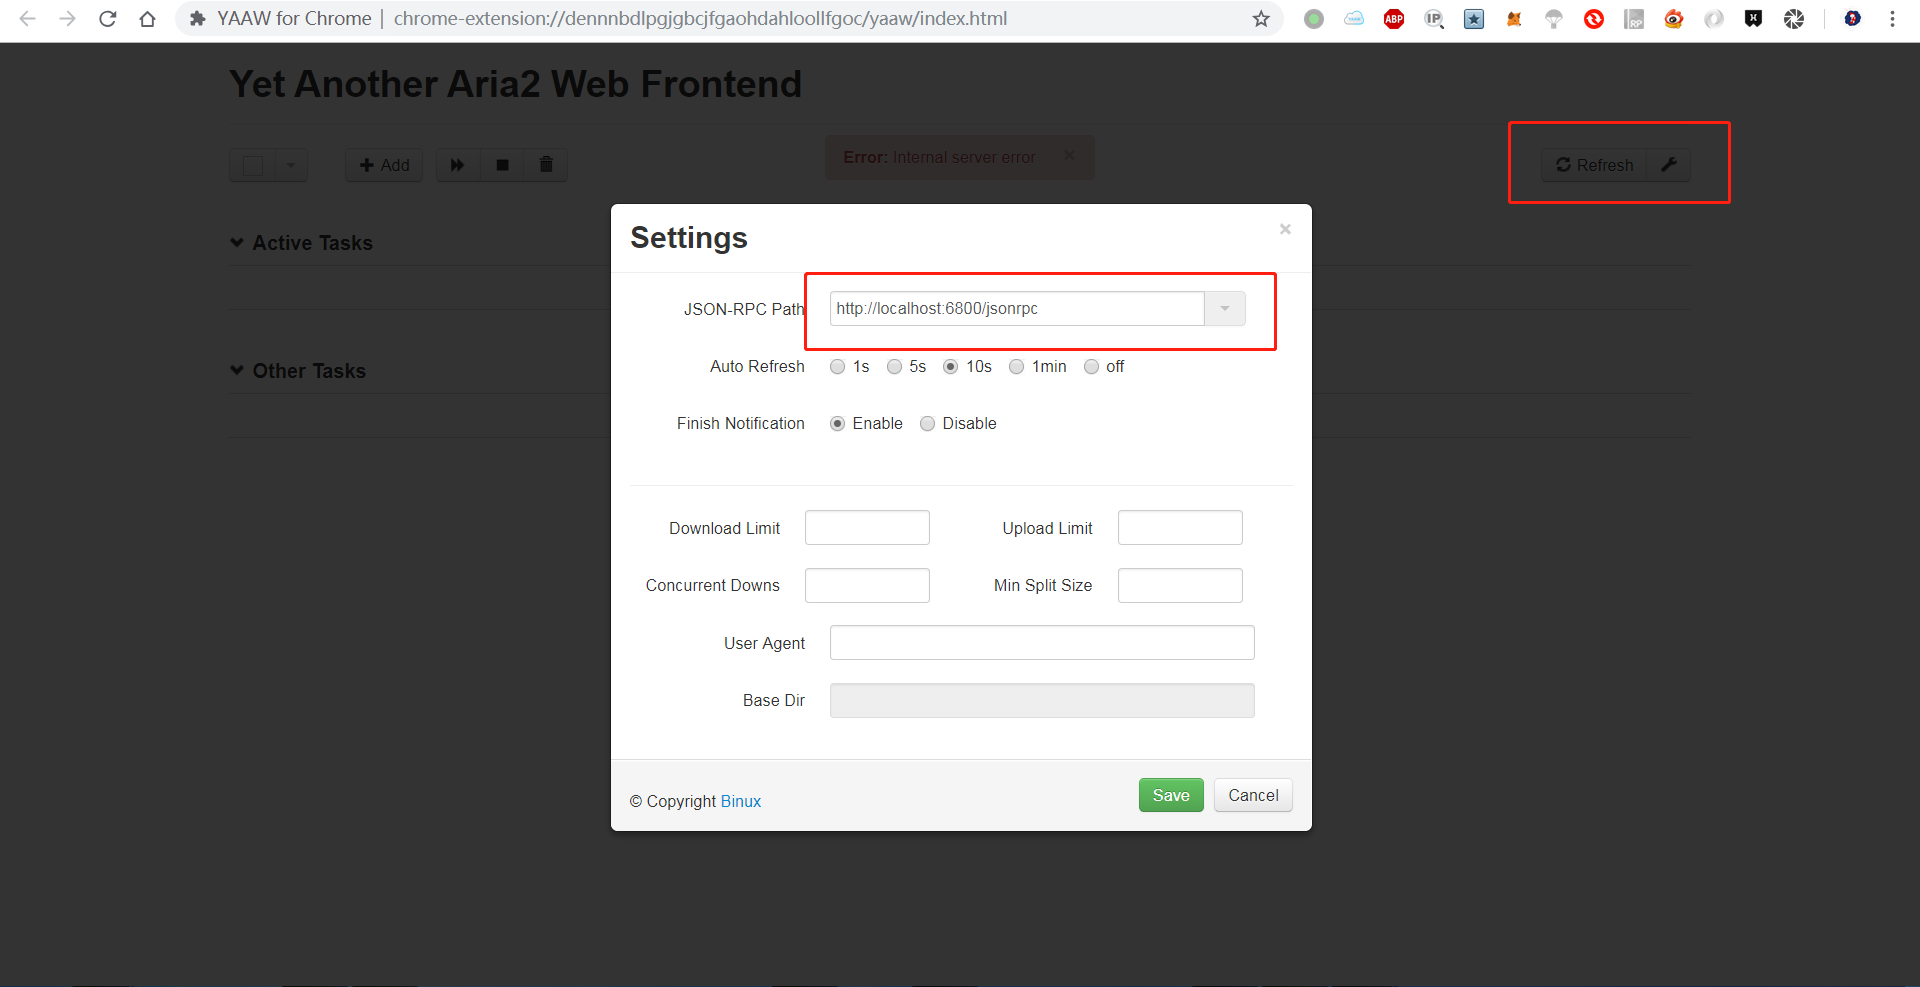 YAAW for Chrome | chrome-extension://dennnbdlpgjgbcjfgaohdahloollfgoc/yaaw/index.html
ABP
IP
RP
Yet Another Aria2 Web Frontend
Add
Error: Internal server error ×
Refresh
Active Tasks
Other Tasks
Settings ×
JSON-RPC Path http://localhost:6800/jsonrpc
Auto Refresh 1s 5s 10s 1min off
Finish Notification Enable Disable
Download Limit Upload Limit
Concurrent Downs Min Split Size
User Agent
Base Dir
© Copyright Binux Save Cancel